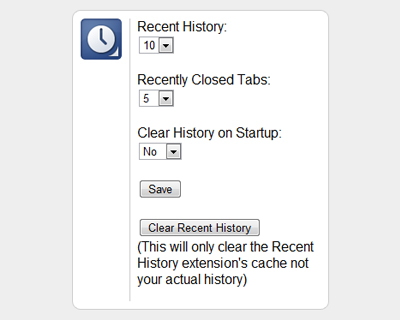 Recent History:
10
Recently Closed Tabs:
5
Clear History on Startup:
No
Save
Clear Recent History
(This will only clear the Recent
History extension's cache not
your actual history)